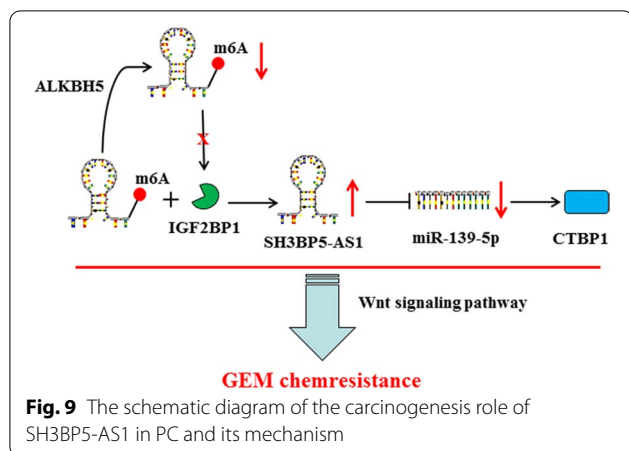 m6A
ALKBH5
m6A
+
X
IGF2BP1
SH3BP5-AS1
miR-139-5p
CTBP1
Wnt signaling pathway
GEM chemresistance
Fig. 9 The schematic diagram of the carcinogenesis role of
SH3BP5-AS1 in PC and its mechanism